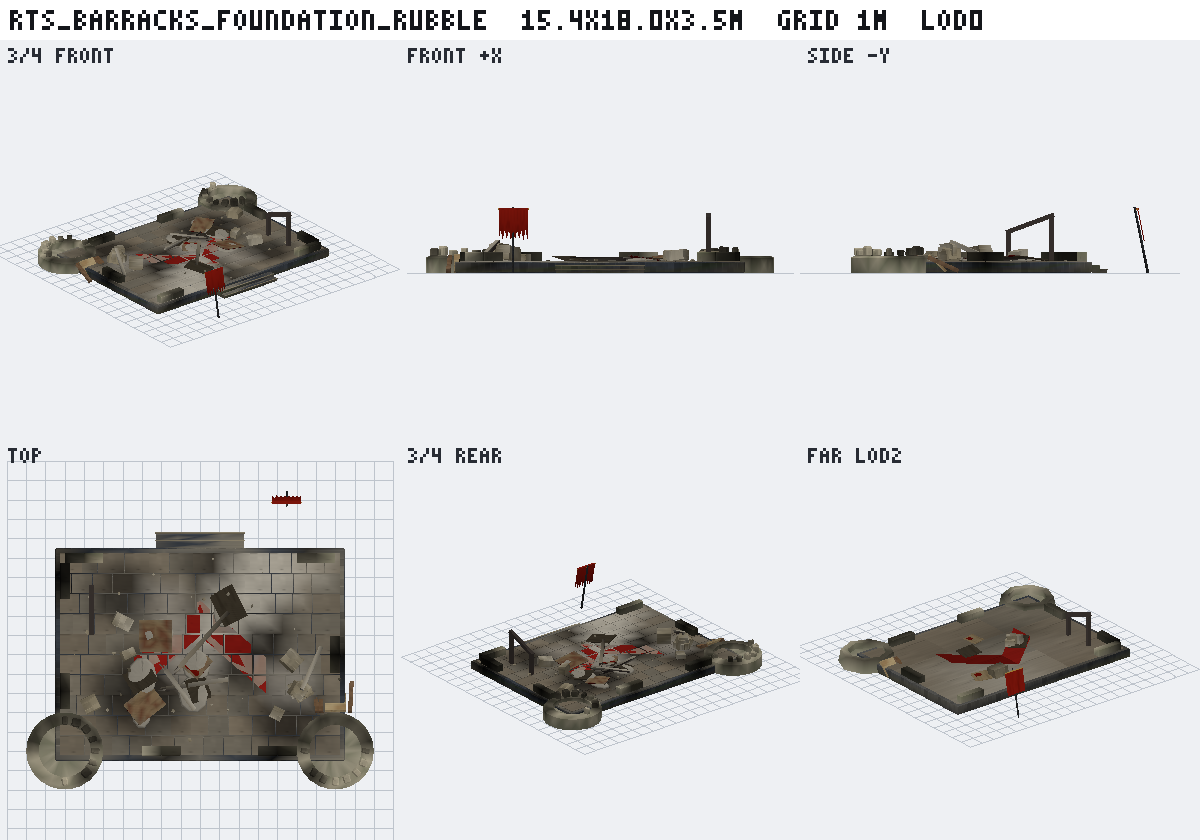 RTS_BARRACKS_FOUNDATION_RUBBLE 15.4X18.0X3.5M GRID 1M LOD0
3/4 FRONT
FRONT +X
SIDE -Y
TOP
3/4 REAR
FAR LOD2